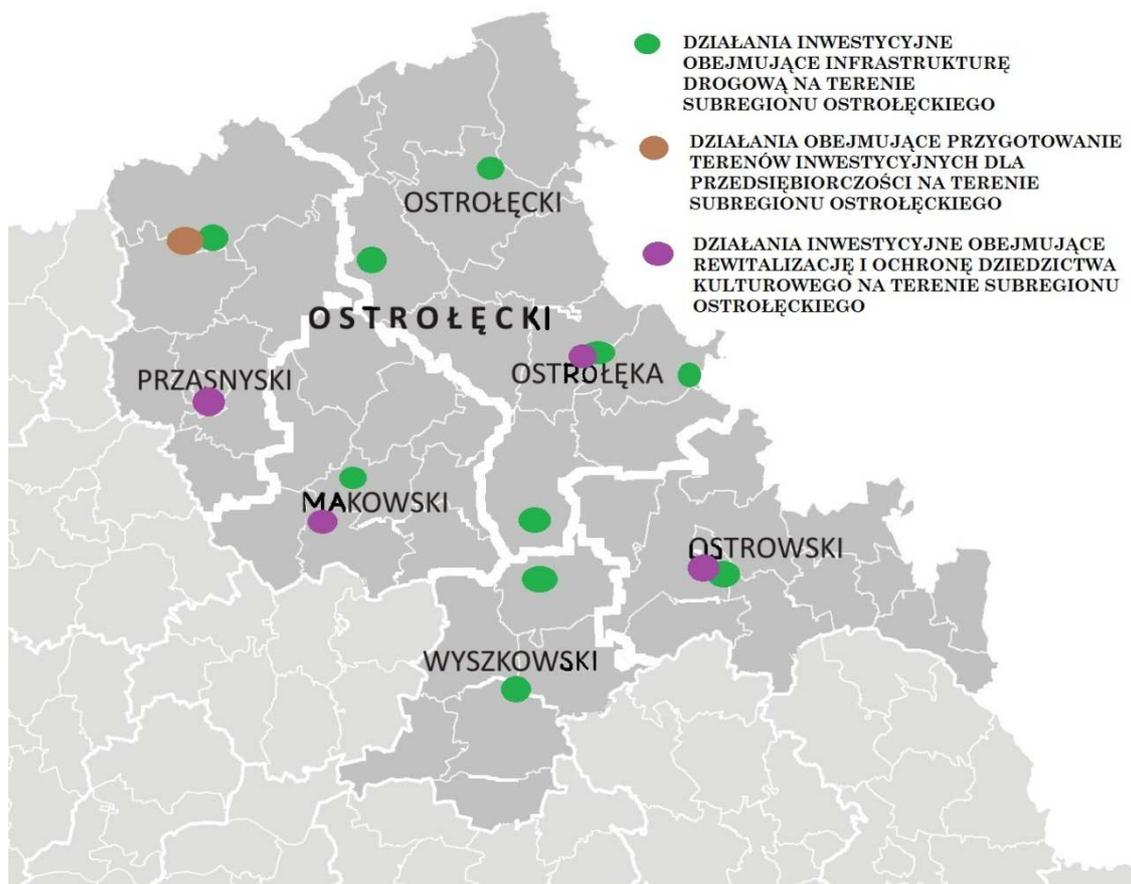 DZIAŁANIA INWESTYCYJNE
OBEJMUJĄCE INFRASTRUKTURĘ
DROGOWĄ NA TERENIE
SUBREGIONU OSTROŁĘCKIEGO
DZIAŁANIA OBEJMUJĄCE PRZYGOTOWANIE
TERENÓW INWESTYCYJNYCH DLA
PRZEDSIĘBIORCZOŚCI NA TERENIE
SUBREGIONU OSTROŁĘCKIEGO
DZIAŁANIA INWESTYCYJNE OBEJMUJĄCE
REWITALIZACJĘ I OCHRONĘ DZIEDZICTWA
KULTUROWEGO NA TERENIE SUBREGIONU
OSTROŁĘCKIEGO
OSTROŁĘCKI
OSTROŁĘCKI
OSTROŁĘKA
PRZASNYSKI
MAKOWSKI
OSTROWSKI
WYSZKOWSKI